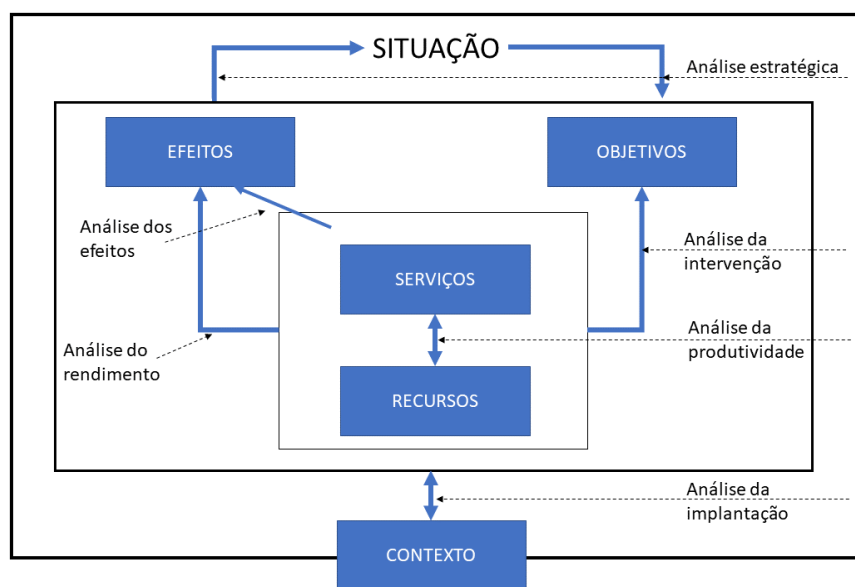 SITUAÇÃO
Análise estratégica
EFEITOS
OBJETIVOS
Análise dos
efeitos
Análise da
intervenção
SERVIÇOS
Análise da
produtividade
Análise do
rendimento
RECURSOS
Análise da
implantação
CONTEXTO